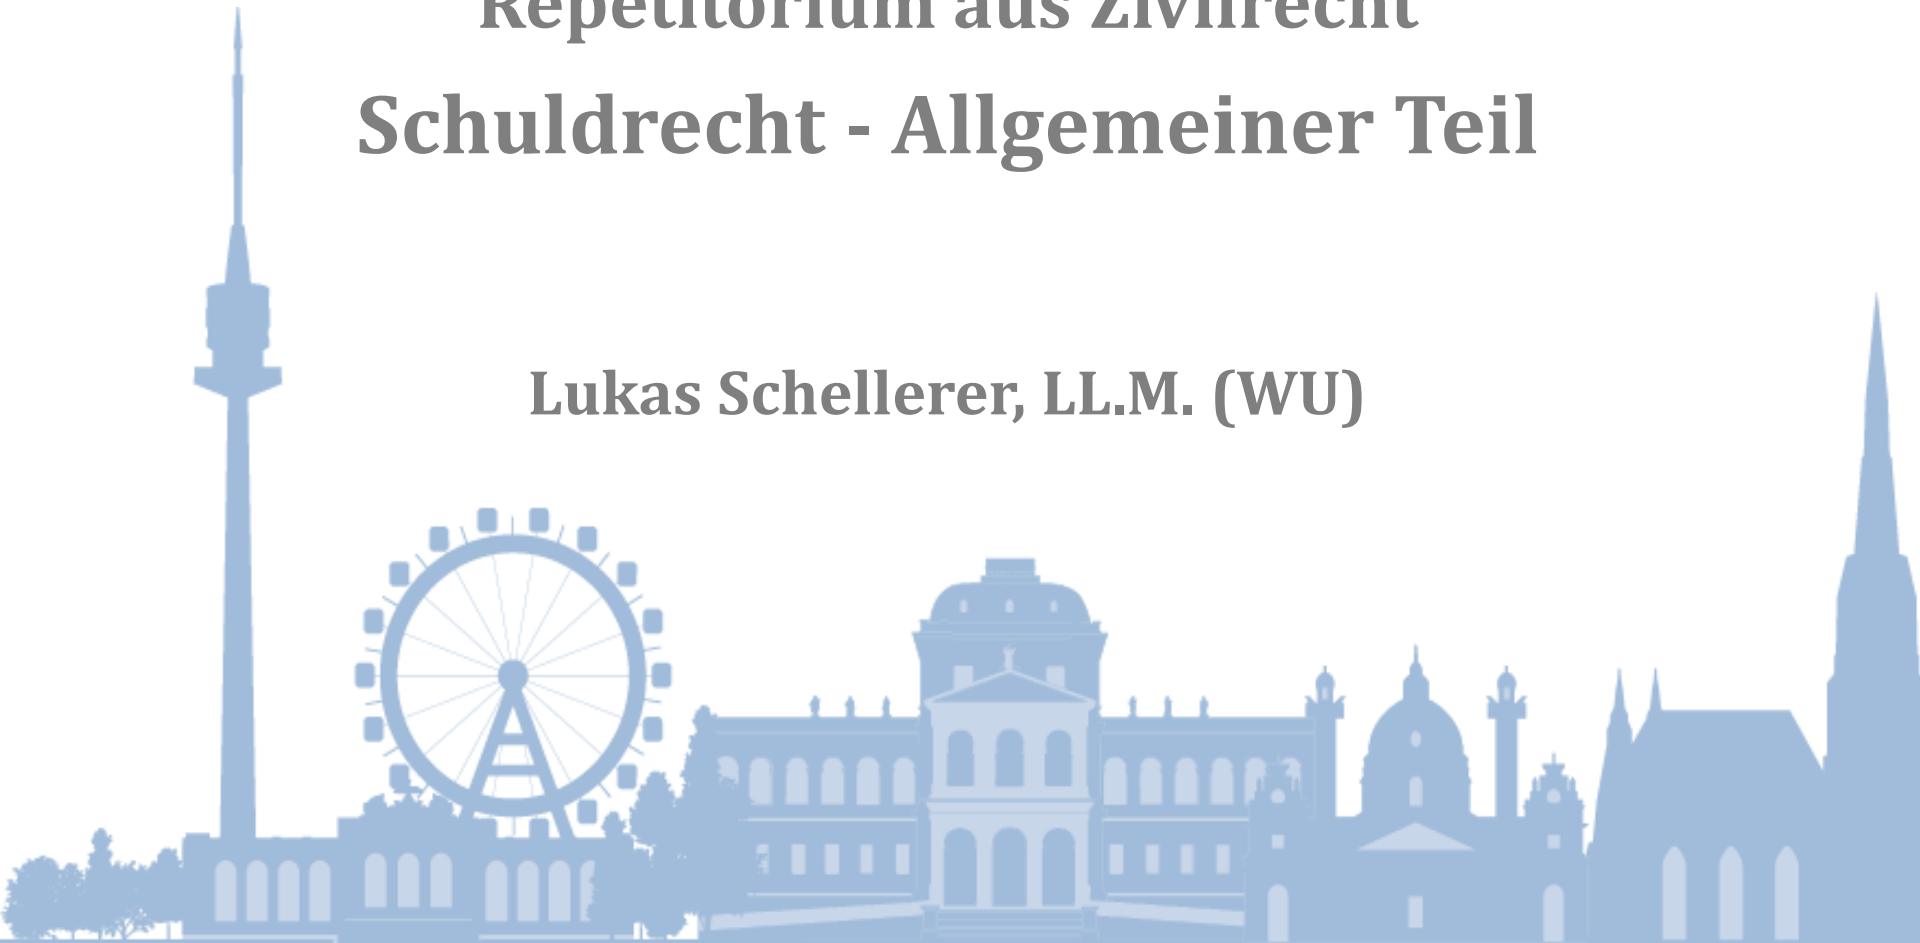 Repetitorium aus Zivilrecht
Schuldrecht - Allgemeiner Teil
Lukas Schellerer, LL.M. (WU)